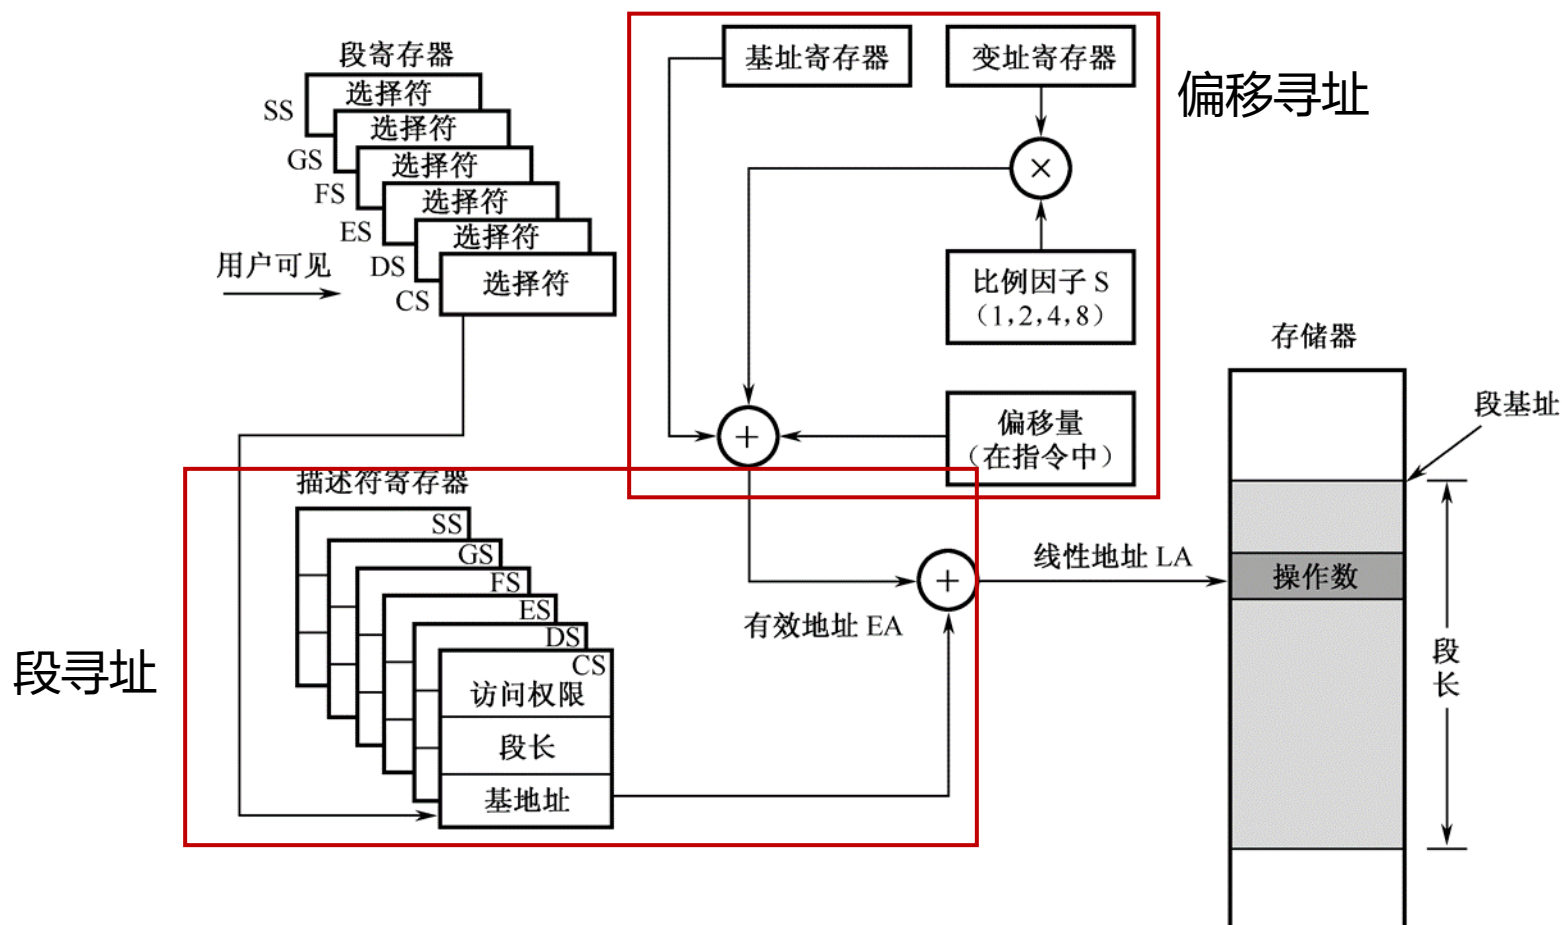 段寄存器
SS
选择符
GS
选择符
FS
选择符
ES
选择符
DS
选择符
CS
选择符
用户可见
基址寄存器
变址寄存器
偏移寻址
×
比例因子 S
（1,2,4,8）
+
偏移量
（在指令中）
存储器
段基址
描述符寄存器
SS
GS
FS
ES
DS
CS
访问权限
段长
基地址
段寻址
+
有效地址 EA
线性地址 LA
操作数
段
长